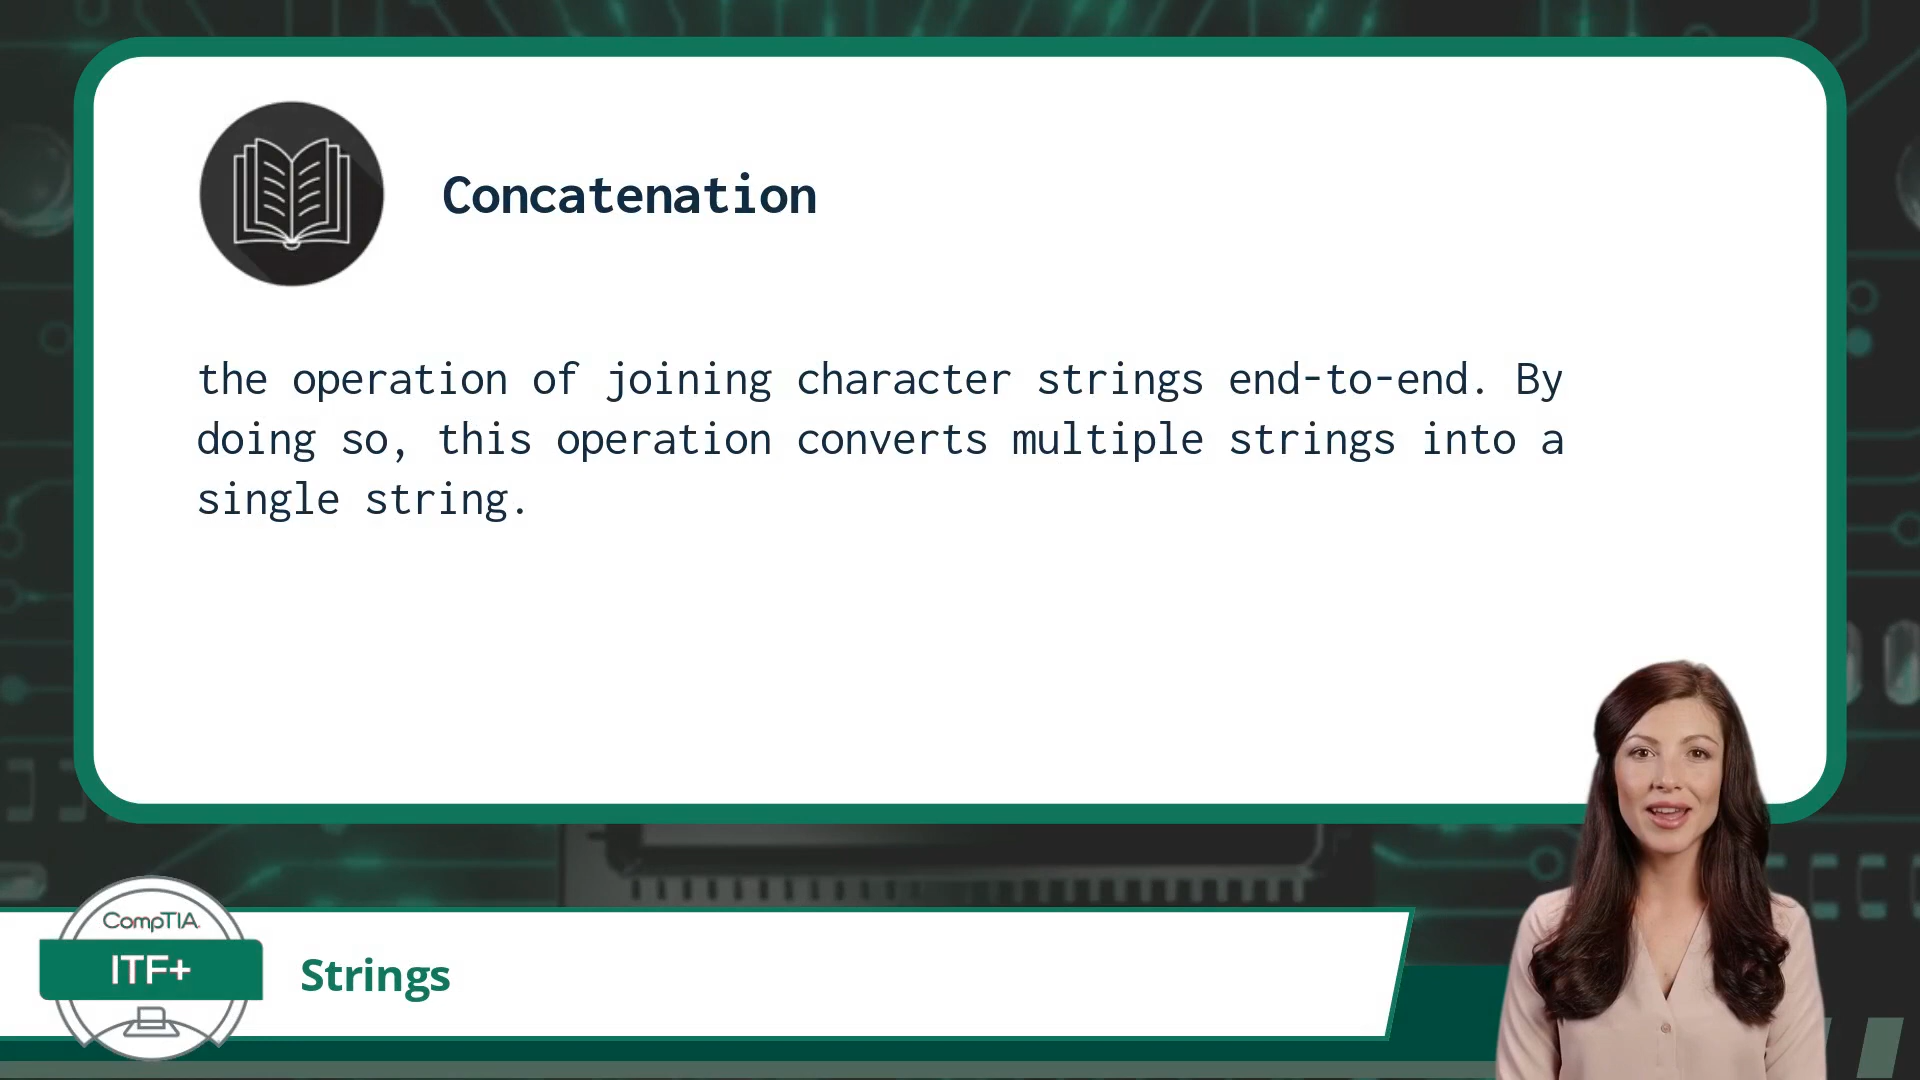 Concatenation
the operation of joining character strings end-to-end. By
doing so, this operation converts multiple strings into a
single string.
CompTIA
ITF+
Strings